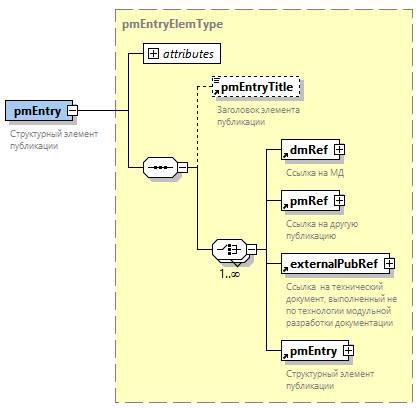 pmEntryElemType
attributes
pmEntry
Структурный элемент
публикации
pmEntryTitle
Заголовок элемента
публикации
dmRef
Ссылка на МД
pmRef
Ссылка на другую
публикацию
1..∞
externalPubRef
Ссылка на технический
документ, выполненный не
по технологии модульной
разработки документации
pmEntry
Структурный элемент
публикации